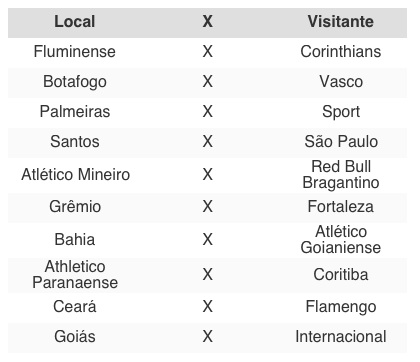 Local X Visitante
Fluminense X Corinthians
Botafogo X Vasco
Palmeiras X Sport
Santos X São Paulo
Atlético Mineiro X Red Bull
Bragantino
Grêmio X Fortaleza
Bahia X Atlético
Goianiense
Athletico
Paranaense X Coritiba
Ceará X Flamengo
Goiás X Internacional